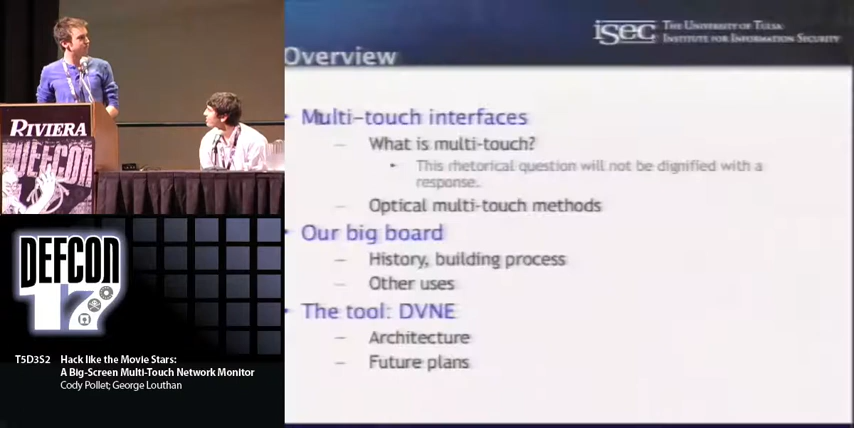 RIVIERA
DEFCON
DEFCON
17
T5D3S2 Hack like the Movie Stars:
A Big-Screen Multi-Touch Network Monitor
Cody Pollet; George Louthan
isec THE UNIVERSITY OF TULSA
INSTITUTE FOR INFORMATION SECURITY
Overview
• Multi-touch interfaces
– What is multi-touch?
• This rhetorical question will not be dignified with a
response.
– Optical multi-touch methods
• Our big board
– History, building process
– Other uses
• The tool: DVNE
– Architecture
– Future plans